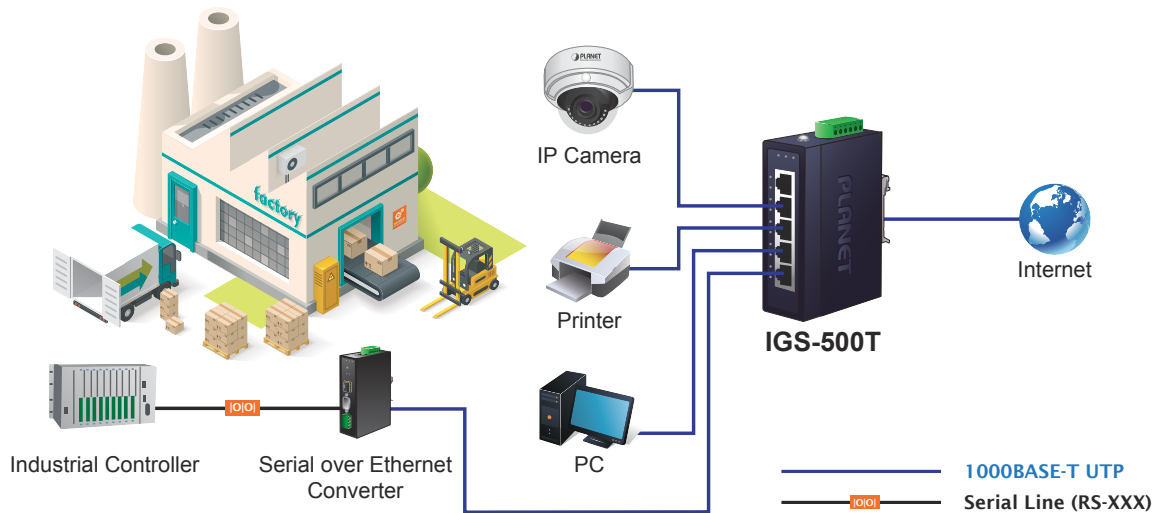 PLANET
IP Camera
factory
PLANET
Internet
Printer
IGS-500T
|O|O|
Industrial Controller
Serial over Ethernet
Converter
PC
1000BASE-T UTP
|O|O|
Serial Line (RS-XXX)